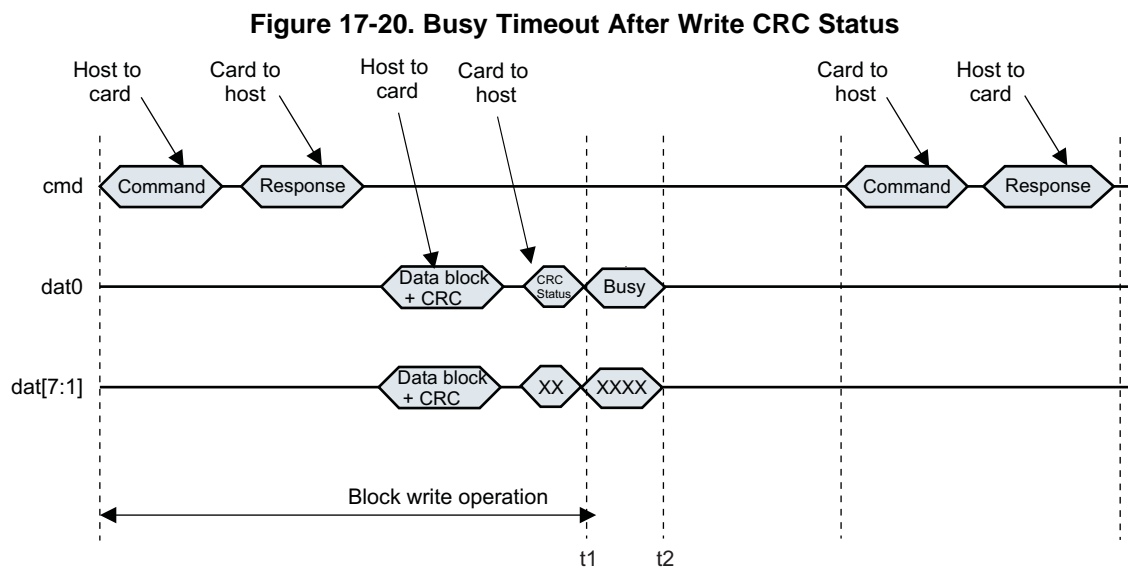 Figure 17-20. Busy Timeout After Write CRC Status
Host to
card
Card to
host
Host to
card
Card to
host
Card to
host
Host to
card
cmd
Command
Response
Command
Response
dat0
Data block
+ CRC
CRC
Status
Busy
dat[7:1]
Data block
+ CRC
XX
XXXX
Block write operation
t1
t2